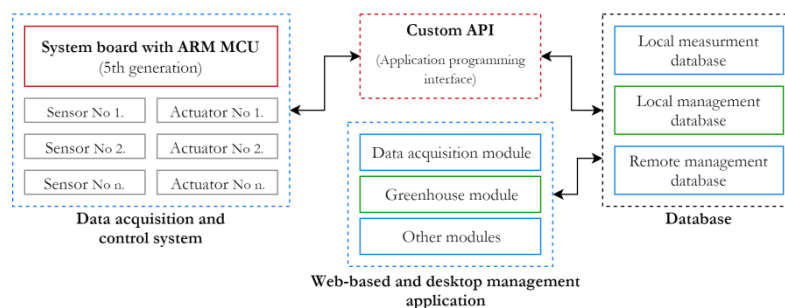 System board with ARM MCU
(5th generation)
Sensor No 1.
Actuator No 1.
Sensor No 2.
Actuator No 2.
Sensor No n.
Actuator No n.
Data acquisition and
control system
Custom API
(Application programming
interface)
Data acquisition module
Greenhouse module
Other modules
Web-based and desktop management
application
Local measurment
database
Local management
database
Remote management
database
Database